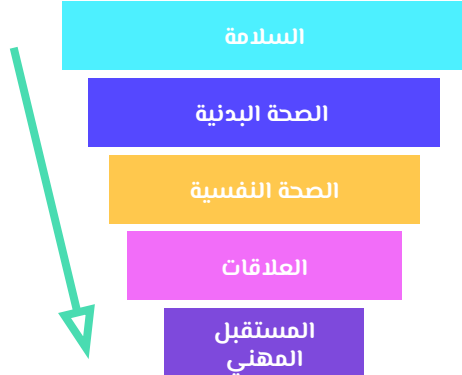 السلامة
الصحة البدنية
الصحة النفسية
العلاقات
المستقبل
المهني